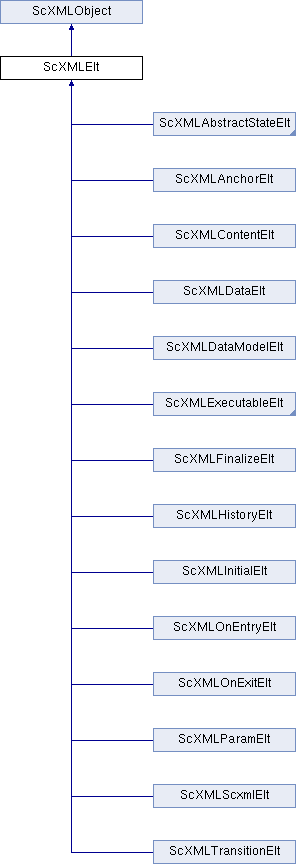 ScXMLObject
ScXMLElt
ScXMLAbstractStateElt
ScXMLAnchorElt
ScXMLContentElt
ScXMLDataElt
ScXMLDataModelElt
ScXMLExecutableElt
ScXMLFinalizeElt
ScXMLHistoryElt
ScXMLInitialElt
ScXMLOnEntryElt
ScXMLOnExitElt
ScXMLParamElt
ScXMLScxmlElt
ScXMLTransitionElt